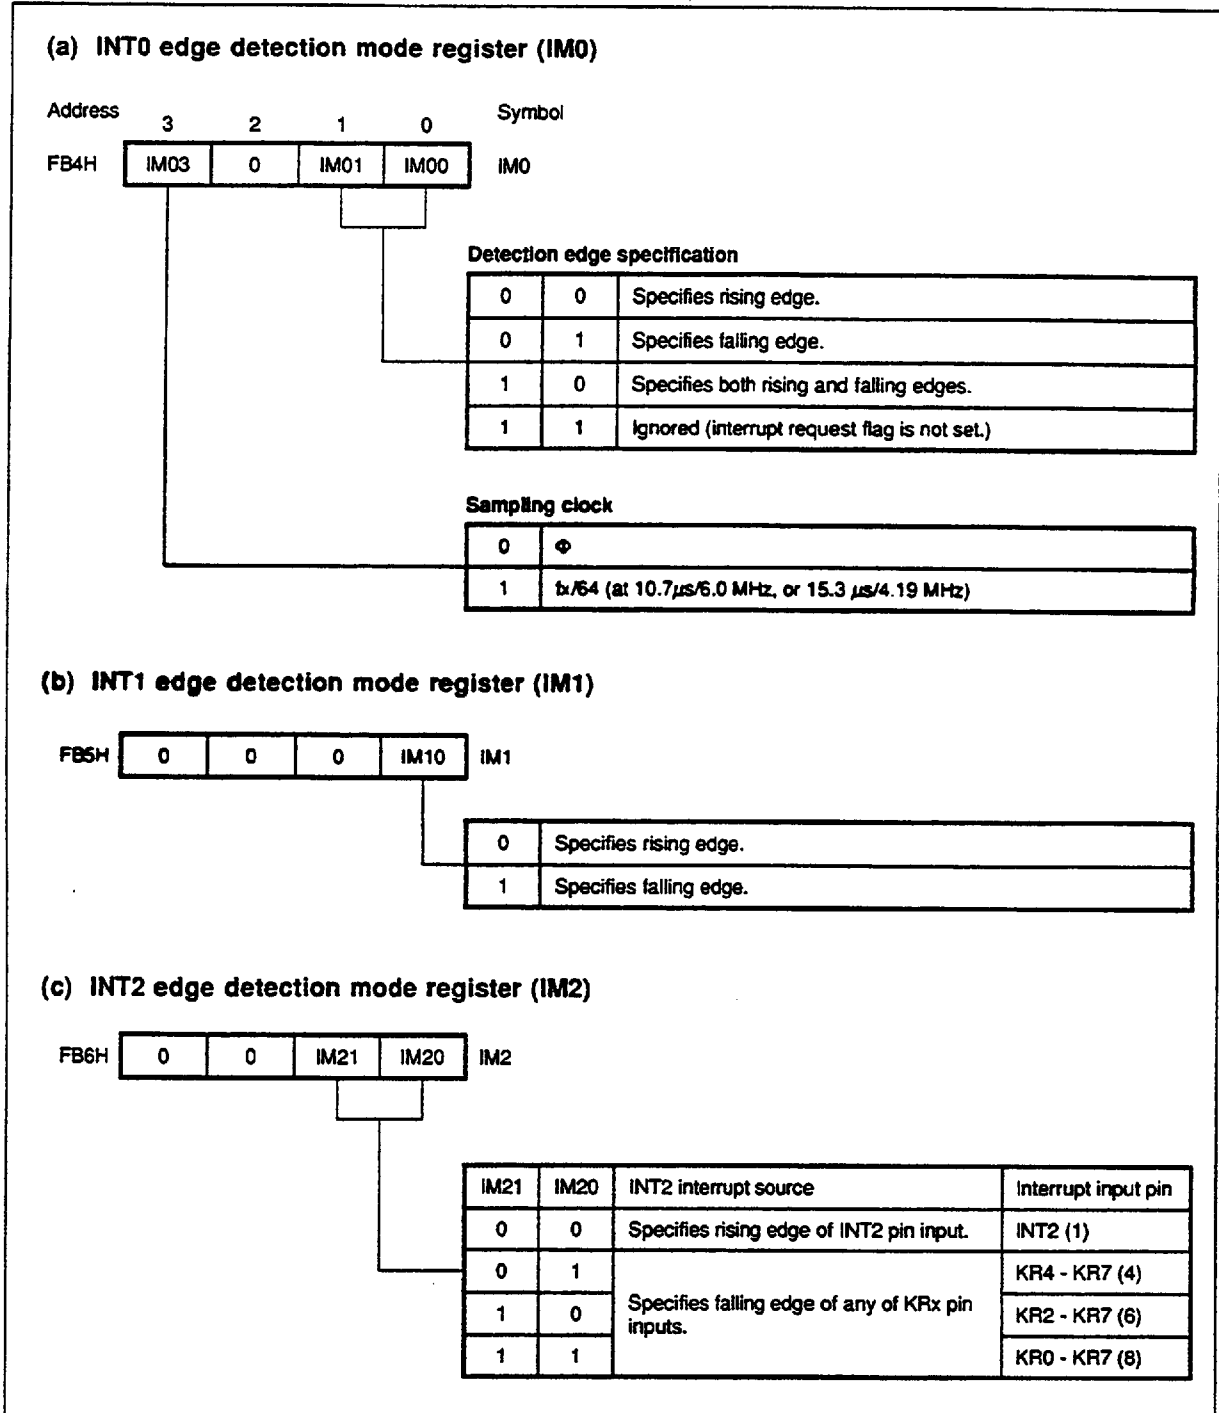 (a) INT0 edge detection mode register (IM0)
Address 3 2 1 0 Symbol
FB4H IM03 0 IM01 IM00 IM0
Detection edge specification
0 0 Specifies rising edge.
0 1 Specifies falling edge.
1 0 Specifies both rising and falling edges.
1 1 Ignored (interrupt request flag is not set.)
Sampling clock
0 Φ
1 fx/64 (at 10.7μs/6.0 MHz, or 15.3 μs/4.19 MHz)
(b) INT1 edge detection mode register (IM1)
FB5H 0 0 0 IM10 IM1
0 Specifies rising edge.
1 Specifies falling edge.
(c) INT2 edge detection mode register (IM2)
FB6H 0 0 IM21 IM20 IM2
IM21 IM20 INT2 interrupt source Interrupt input pin
0 0 Specifies rising edge of INT2 pin input. INT2 (1)
0 1 KR4 - KR7 (4)
Specifies falling edge of any of KRx pin
1 0 KR2 - KR7 (6)
inputs.
1 1 KR0 - KR7 (8)